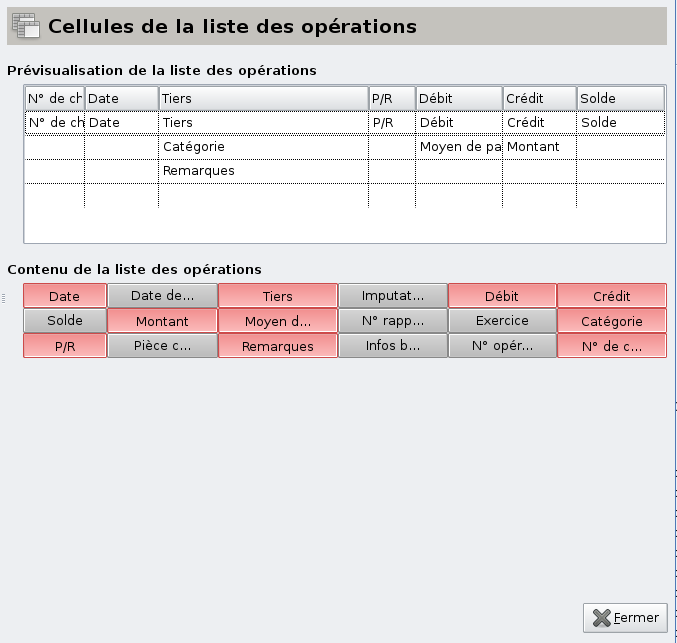 Cellules de la liste des opérations
Prévisualisation de la liste des opérations
N° de ch Date Tiers P/R Débit Crédit Solde
N° de ch Date Tiers P/R Débit Crédit Solde
Catégorie Moyen de pa Montant
Remarques
Contenu de la liste des opérations
Date Date de... Tiers Imputat... Débit Crédit
Solde Montant Moyen d... N° rapp... Exercice Catégorie
P/R Pièce c... Remarques Infos b... N° opér... N° de c...
Fermer